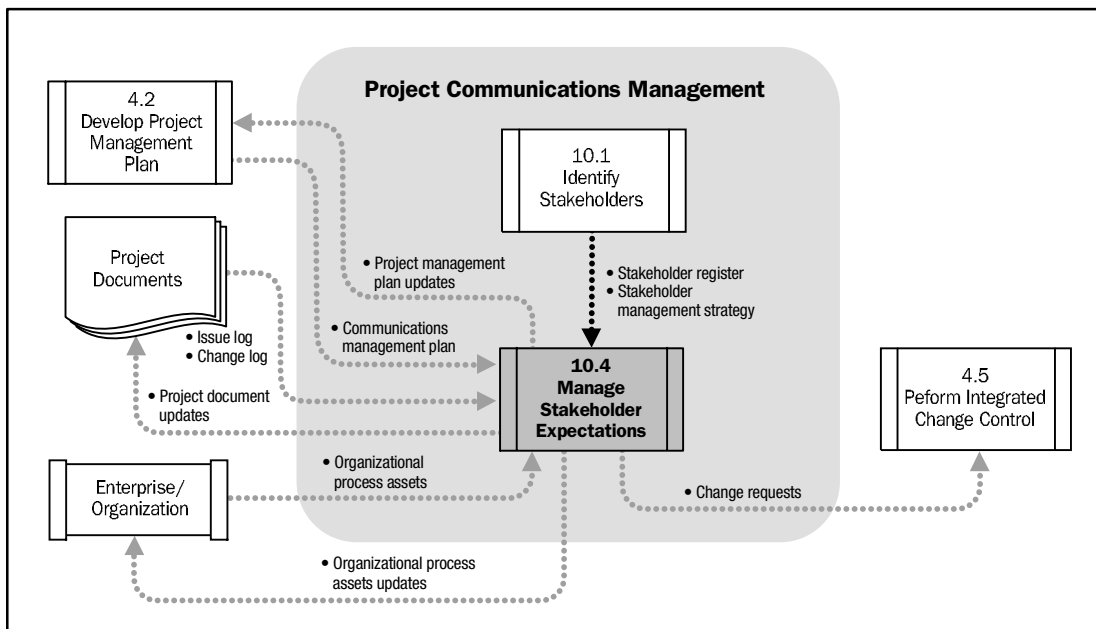 Project Communications Management
4.2
Develop Project
Management
Plan
10.1
Identify
Stakeholders
Project
Documents
• Project management
plan updates
• Stakeholder register
• Stakeholder
management strategy
• Communications
management plan
• Issue log
• Change log
10.4
Manage
Stakeholder
Expectations
4.5
Peform Integrated
Change Control
• Project document
updates
• Organizational
process assets
Enterprise/
Organization
• Change requests
• Organizational process
assets updates